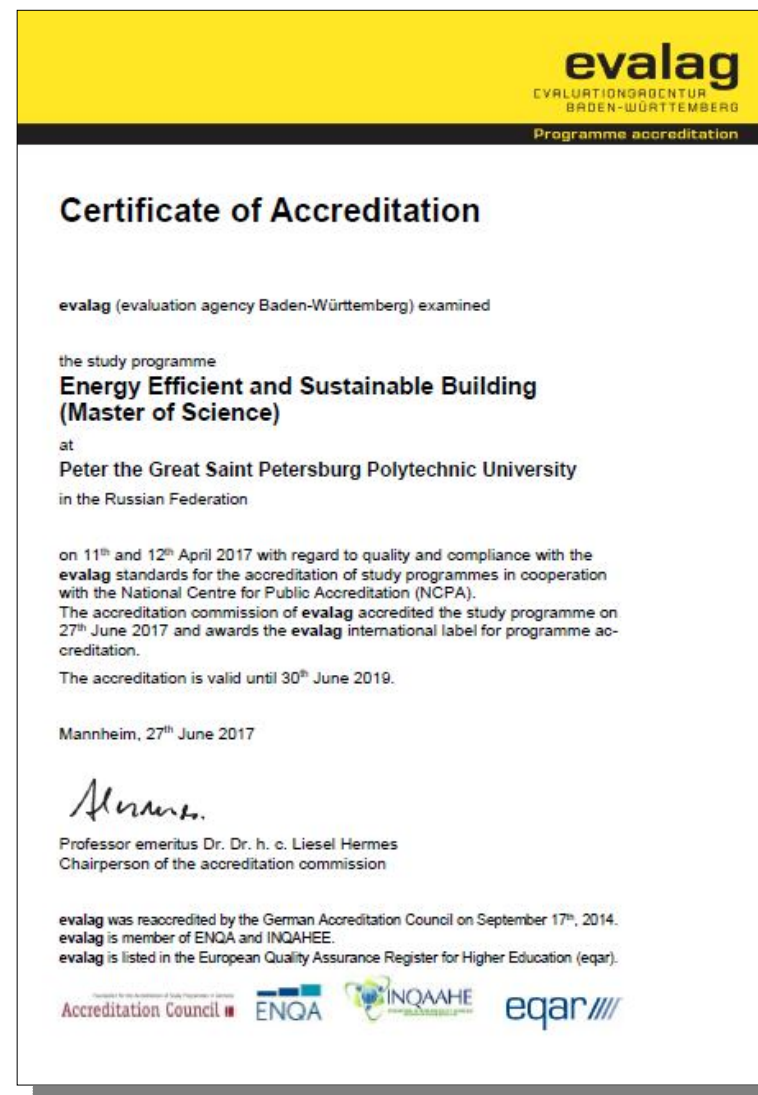 evalag
EVALUATIONSAGENTUR
BADEN-WÜRTTEMBERG
Programme accreditation
Certificate of Accreditation
evalag (evaluation agency Baden-Württemberg) examined
the study programme
Energy Efficient and Sustainable Building
(Master of Science)
at
Peter the Great Saint Petersburg Polytechnic University
in the Russian Federation
on 11th and 12th April 2017 with regard to quality and compliance with the
evalag standards for the accreditation of study programmes in cooperation
with the National Centre for Public Accreditation (NCPA).
The accreditation commission of evalag accredited the study programme on
27th June 2017 and awards the evalag international label for programme ac-
creditation.
The accreditation is valid until 30th June 2019.
Mannheim, 27th June 2017
Professor emeritus Dr. Dr. h. c. Liesel Hermes
Chairperson of the accreditation commission
evalag was reaccredited by the German Accreditation Council on September 17th, 2014.
evalag is member of ENQA and INQAHEE.
evalag is listed in the European Quality Assurance Register for Higher Education (eqar).
Accreditation Council
ENQA
INQAAHE
eqar////